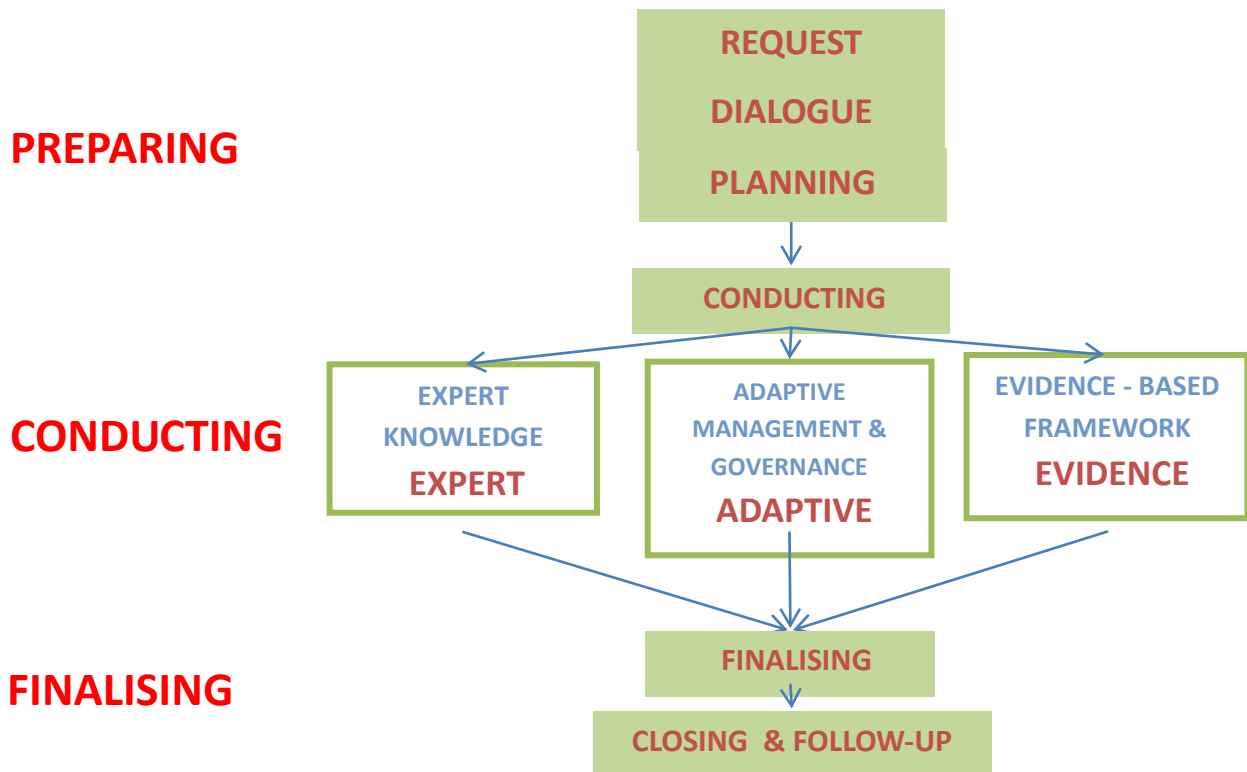 REQUEST
DIALOGUE
PREPARING
PLANNING
CONDUCTING
EXPERT
KNOWLEDGE
EXPERT
ADAPTIVE
MANAGEMENT &
GOVERNANCE
ADAPTIVE
EVIDENCE - BASED
FRAMEWORK
EVIDENCE
CONDUCTING
FINALISING
FINALISING
CLOSING & FOLLOW-UP